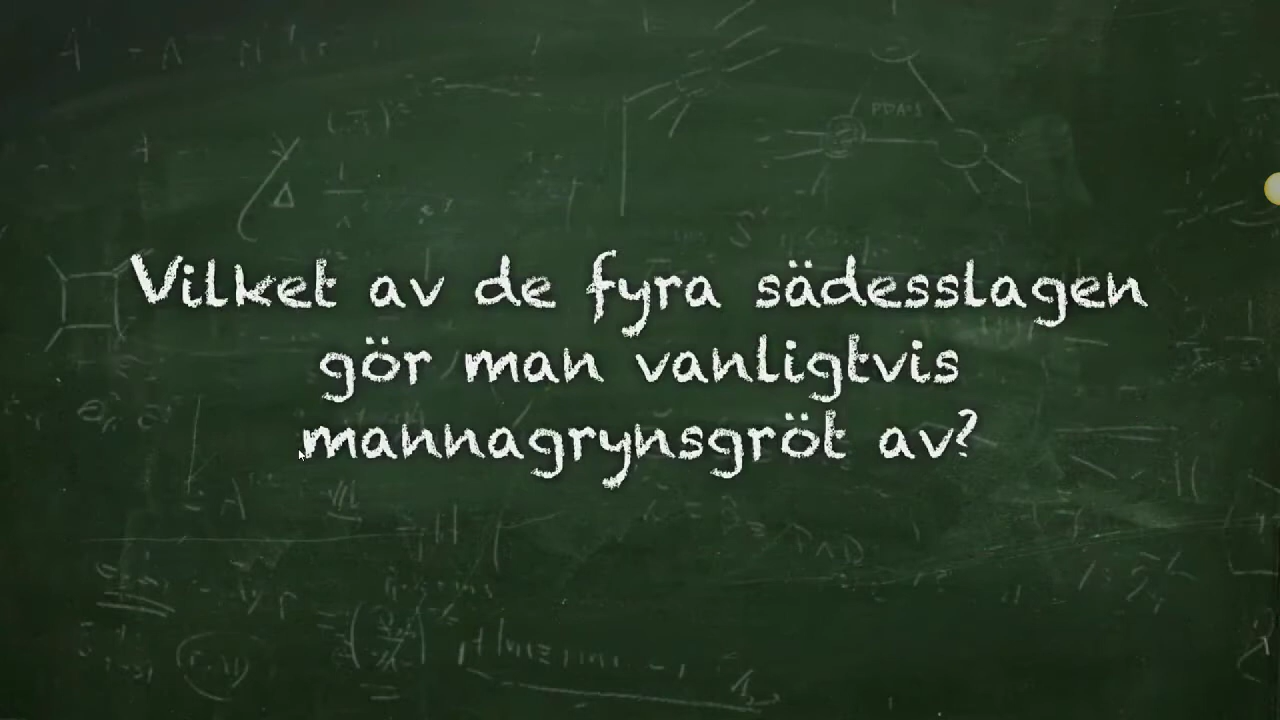 Vilket av de fyra sädesslagen
gör man vanligtvis
mannagrynsgröt av?